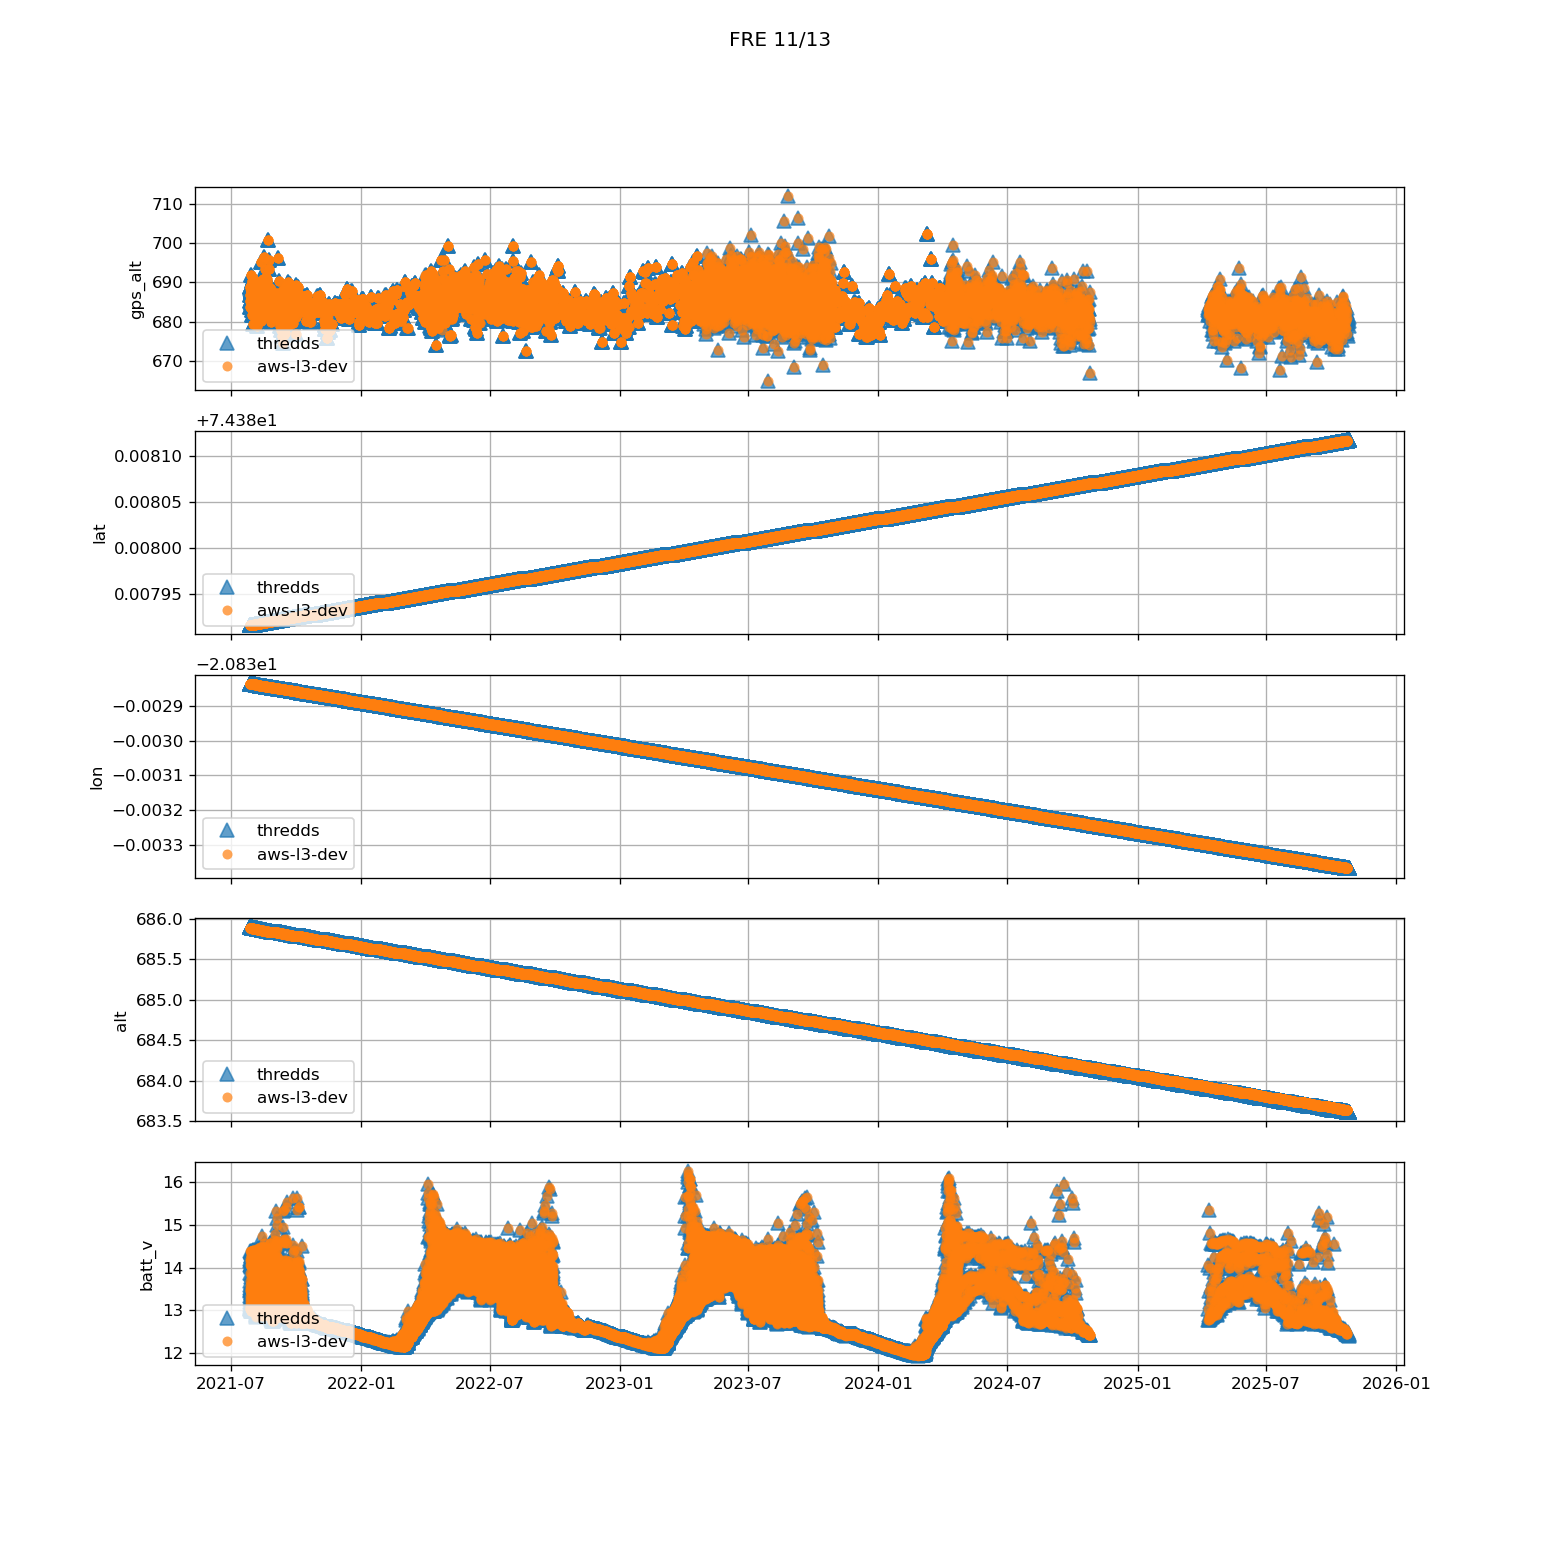 FRE 11/13
710
700
690
680
670
gps_alt
thredds
aws-l3-dev
+7.438e1
0.00810
0.00805
0.00800
0.00795
lat
thredds
aws-l3-dev
−2.083e1
−0.0029
−0.0030
−0.0031
−0.0032
−0.0033
lon
thredds
aws-l3-dev
686.0
685.5
685.0
684.5
684.0
683.5
alt
thredds
aws-l3-dev
16
15
14
13
12
batt_v
thredds
aws-l3-dev
2021-07 2022-01 2022-07 2023-01 2023-07 2024-01 2024-07 2025-01 2025-07 2026-01